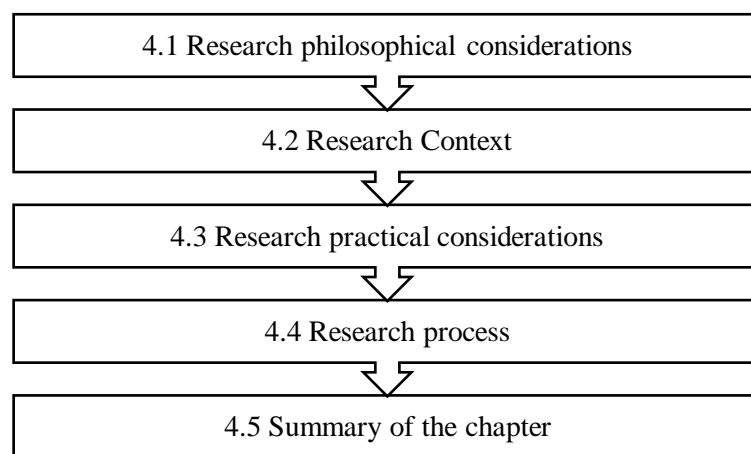 4.1 Research philosophical considerations
4.2 Research Context
4.3 Research practical considerations
4.4 Research process
4.5 Summary of the chapter